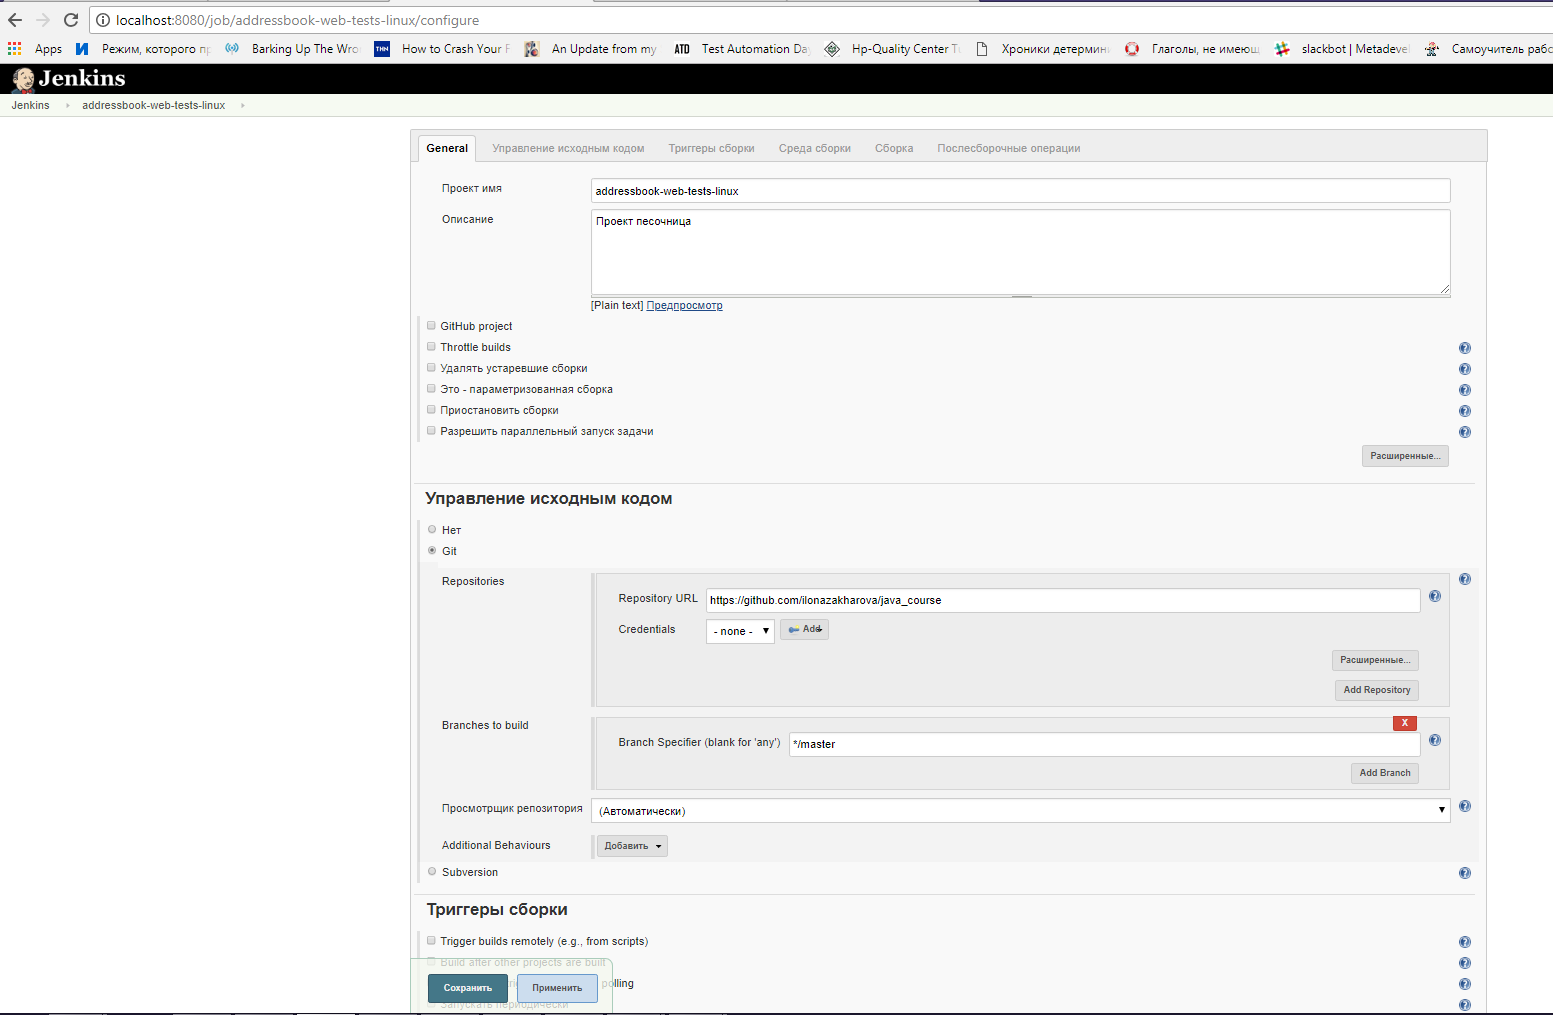 localhost:8080/job/addressbook-web-tests-linux/configure
Apps Режим, которого пр Barking Up The Wro THN How to Crash Your F An Update from my ATD Test Automation Da Hp-Quality Center Tu Хроники детермини Глаголы, не имеющ slackbot | Metadevel Самоучитель рабо
Jenkins
Jenkins addressbook-web-tests-linux
General Управление исходным кодом Триггеры сборки Среда сборки Сборка Послесборочные операции
Проект имя addressbook-web-tests-linux
Описание Проект песочница
[Plain text] Предпросмотр
GitHub project
Throttle builds
Удалять устаревшие сборки
Это - параметризованная сборка
Приостановить сборки
Разрешить параллельный запуск задачи
Расширенные...
Управление исходным кодом
Нет
Git
Repositories
Repository URL https://github.com/ilonazakharova/java_course
Credentials - none - Add
Расширенные...
Add Repository
Branches to build
X
Branch Specifier (blank for 'any') */master
Add Branch
Просмотрщик репозитория (Автоматически)
Additional Behaviours Добавить
Subversion
Триггеры сборки
Trigger builds remotely (e.g., from scripts)
Build after other projects are built
polling
Сохранить Применить
Запускать периодически